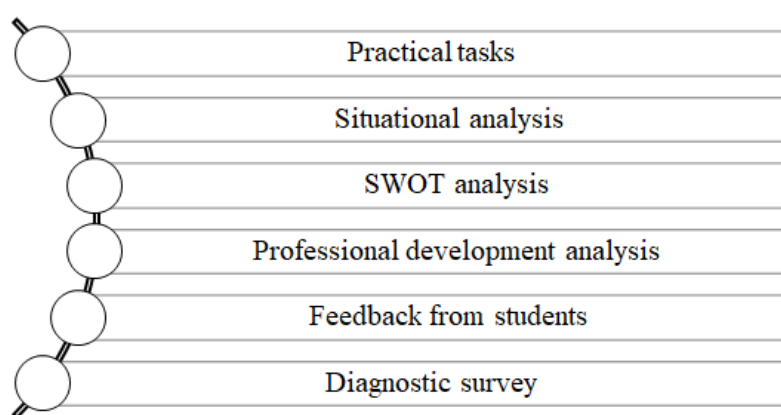 Practical tasks
Situational analysis
SWOT analysis
Professional development analysis
Feedback from students
Diagnostic survey